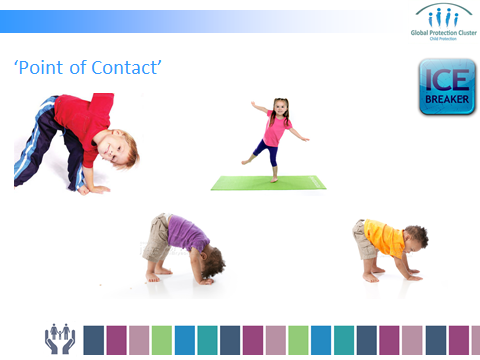 Global Protection Cluster
Child Protection
‘Point of Contact’
ICE
BREAKER